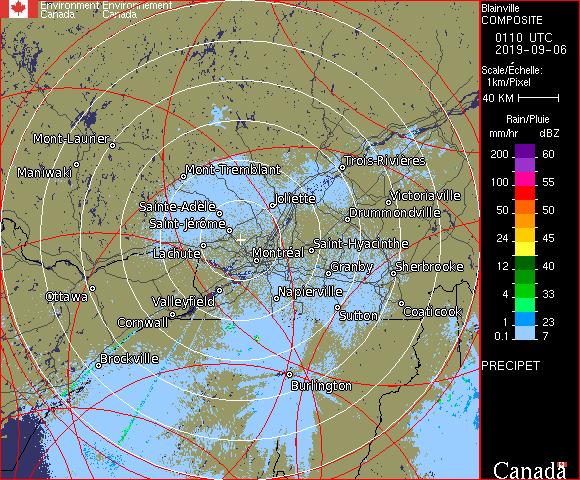 Environment Environnement
Canada Canada
Blainville
COMPOSITE
0110 UTC
2019-09-06
Scale/Échelle:
1km/Pixel
40 KM
Rain/Pluie
mm/hr dBZ
200 60
100 55
50 50
24 45
12 40
4 33
1 23
0.1 7
PRECIPET
Canada
Mont-Laurier
Maniwaki
Mont-Tremblant
Trois-Rivières
Sainte-Adèle
Joliette
Victoriaville
Saint-Jérôme
Drummondville
Lachute
Montréal
Saint-Hyacinthe
Granby
Sherbrooke
Ottawa
Valleyfield
Napierville
Cornwall
Sutton
Coaticook
Brockville
Burlington